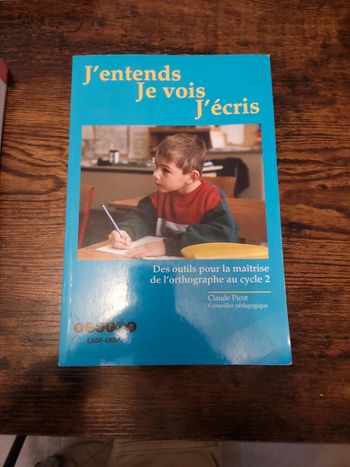 J'entends
Je vois
J'écris
Des outils pour la maîtrise
de l'orthographe au cycle 2
Claude Picot
Conseiller pédagogique
CNDP-CRDP